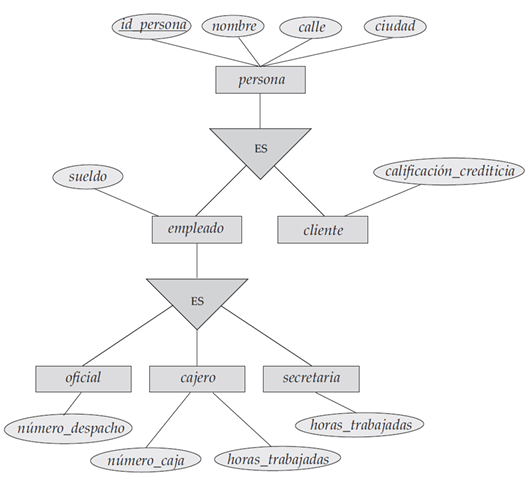 id_persona
nombre
calle
ciudad
persona
ES
sueldo
calificación_crediticia
empleado
cliente
ES
oficial
cajero
secretaria
número_despacho
horas_trabajadas
número_caja
horas_trabajadas